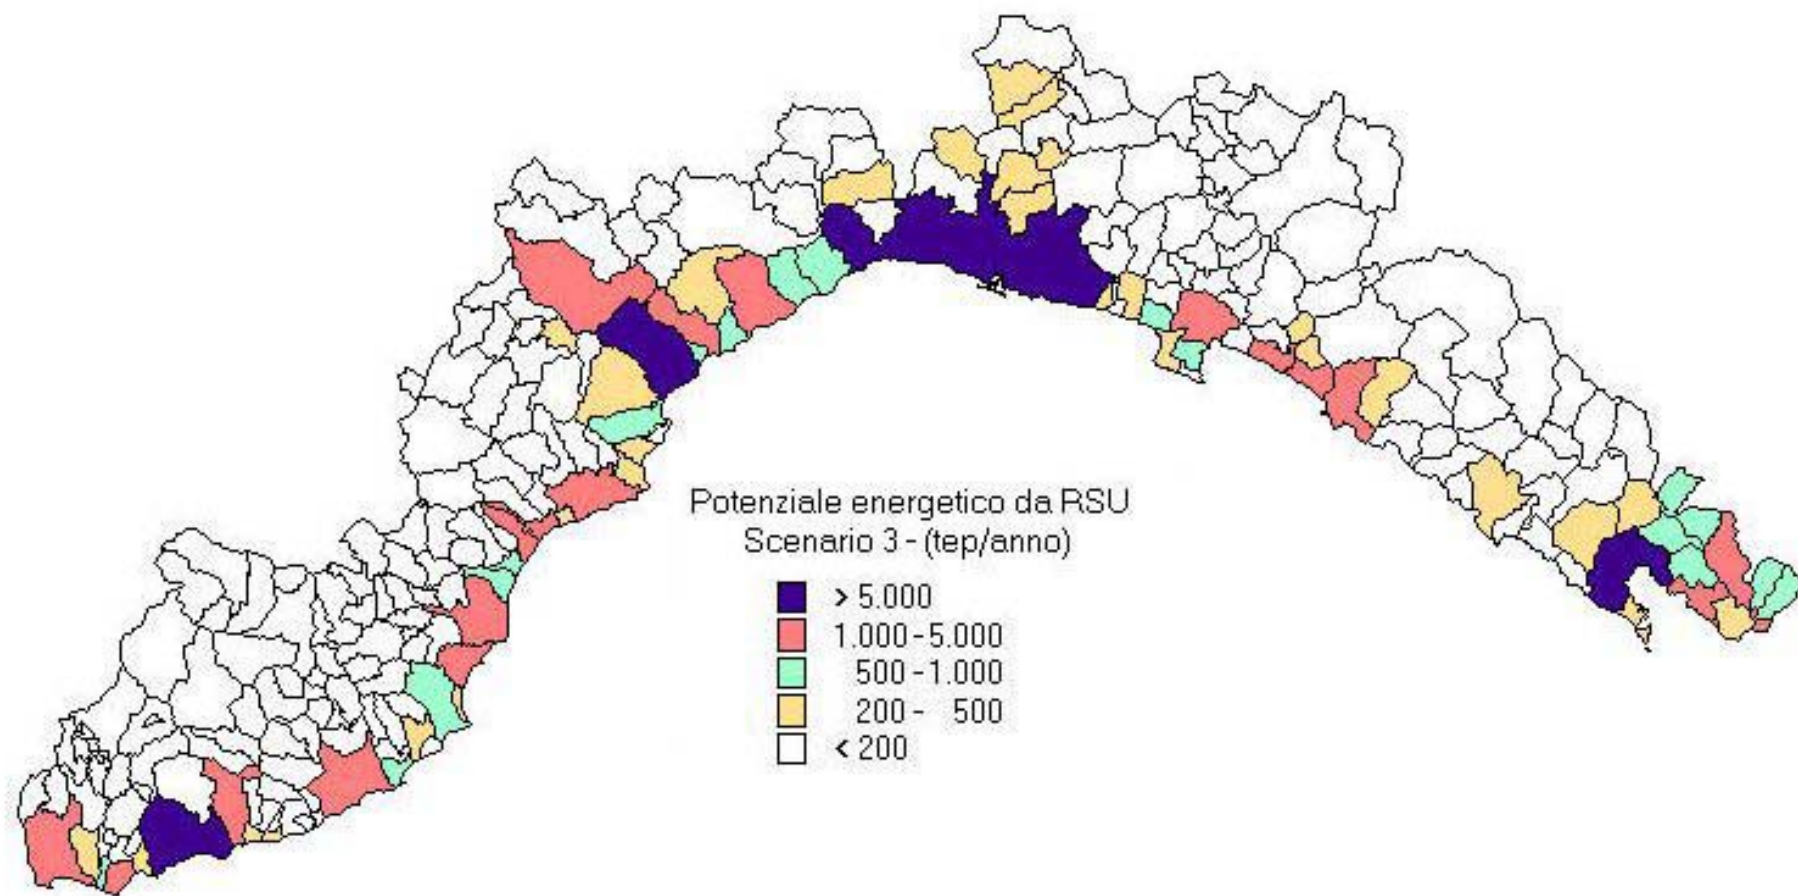 Potenziale energetico da RSU
Scenario 3 - (tep/anno)
> 5.000
1.000 - 5.000
500 - 1.000
200 - 500
< 200